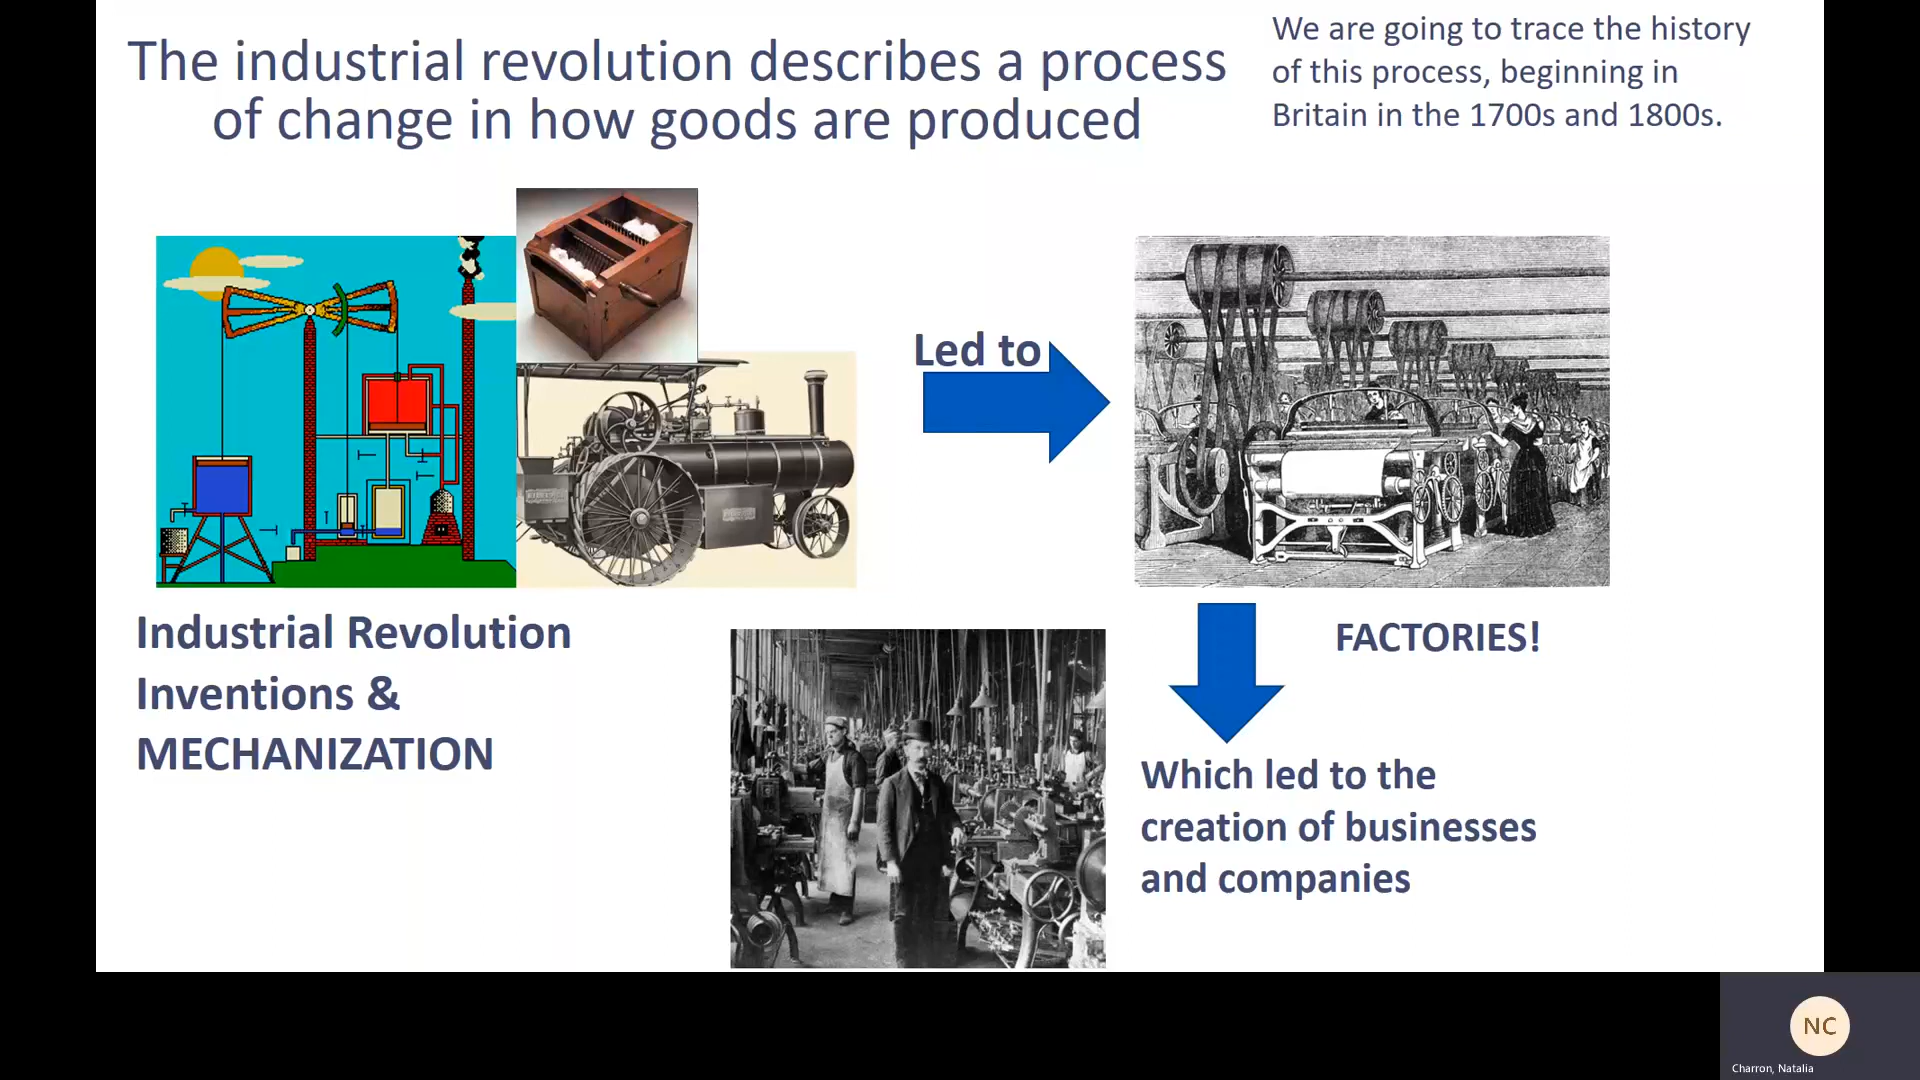 The industrial revolution describes a process
of change in how goods are produced
We are going to trace the history
of this process, beginning in
Britain in the 1700s and 1800s.
Led to
Industrial Revolution
Inventions &
MECHANIZATION
FACTORIES!
Which led to the
creation of businesses
and companies
NC
Charron, Natalia